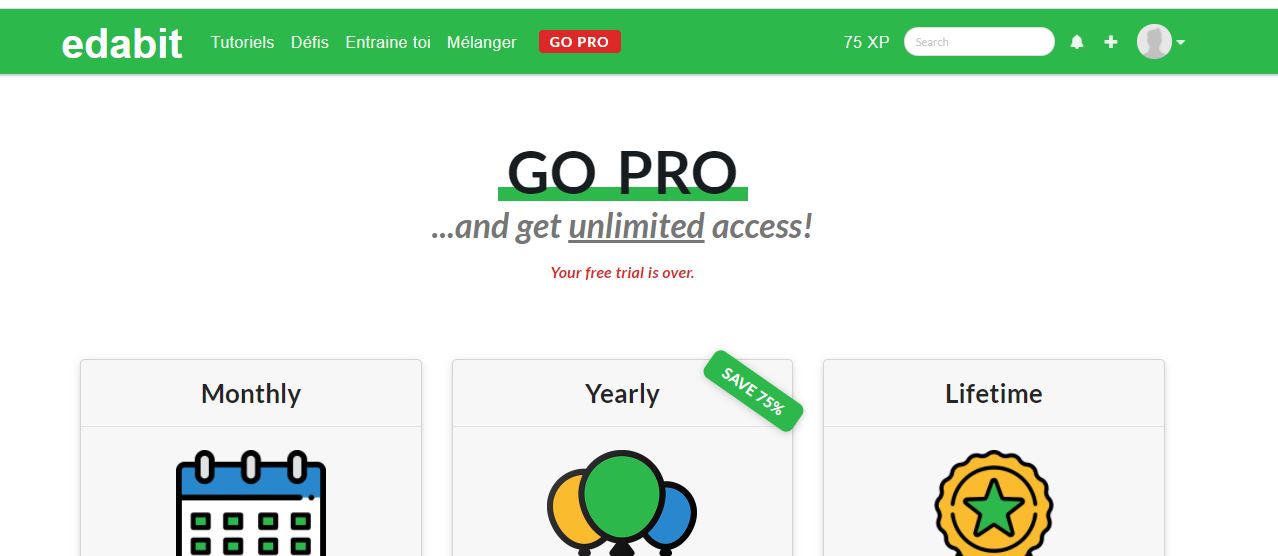 edabit Tutoriels Défis Entraine toi Mélanger GO PRO 75 XP Search
GO PRO
...and get unlimited access!
Your free trial is over.
Monthly
Yearly
SAVE 75%
Lifetime